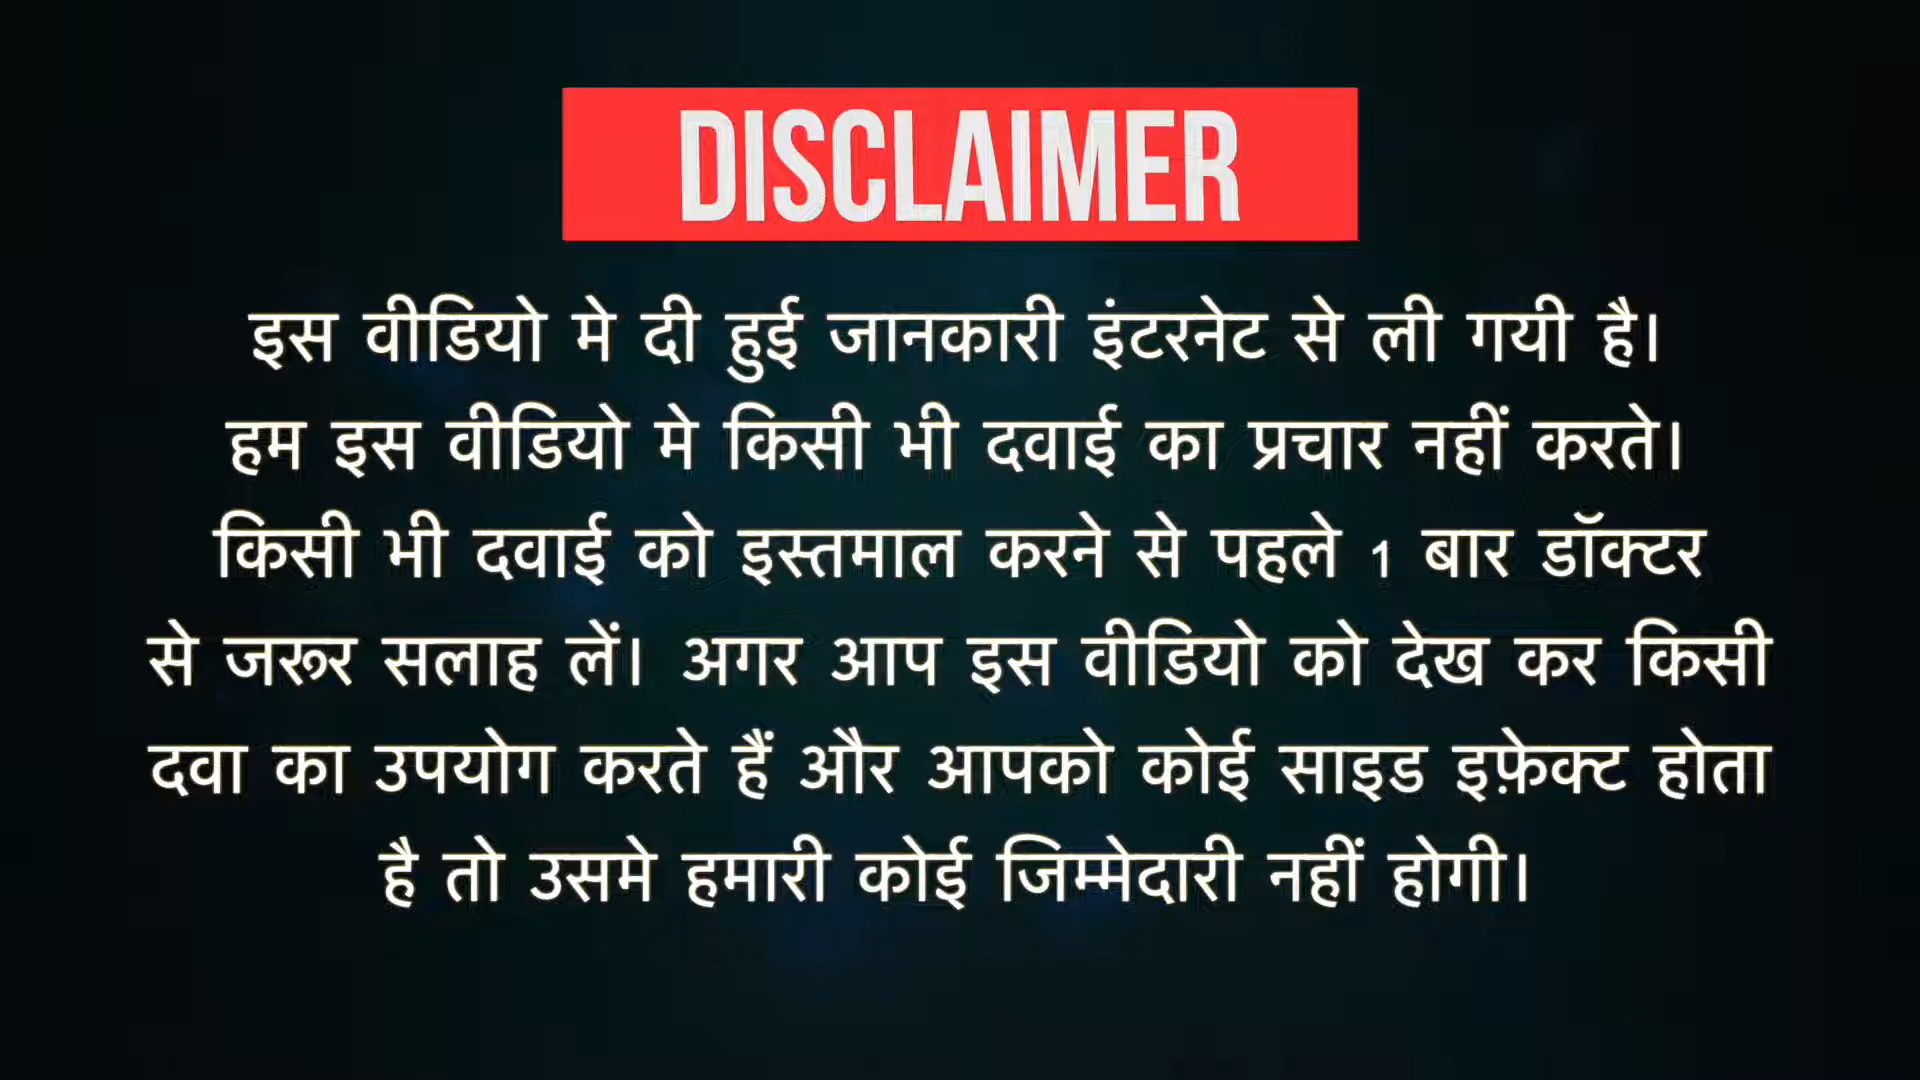 DISCLAIMER
इस वीडियो मे दी हुई जानकारी इंटरनेट से ली गयी है।
हम इस वीडियो मे किसी भी दवाई का प्रचार नहीं करते।
किसी भी दवाई को इस्तमाल करने से पहले 1 बार डॉक्टर
से जरूर सलाह लें। अगर आप इस वीडियो को देख कर किसी
दवा का उपयोग करते हैं और आपको कोई साइड इफ़ेक्ट होता
है तो उसमे हमारी कोई जिम्मेदारी नहीं होगी।